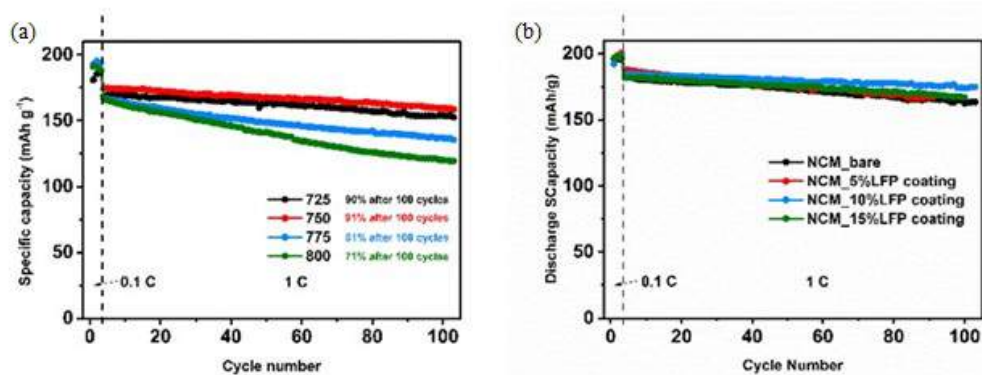 (a)
200
150
100
50
0
Specific capacity (mAh g⁻¹)
725 90% after 100 cycles
750 91% after 100 cycles
775 81% after 100 cycles
800 71% after 100 cycles
0.1 C
1 C
0 20 40 60 80 100
Cycle number
(b)
200
150
100
50
0
Discharge SCapacity (mAh/g)
NCM_bare
NCM_5%LFP coating
NCM_10%LFP coating
NCM_15%LFP coating
0.1 C
1 C
0 20 40 60 80 100
Cycle Number